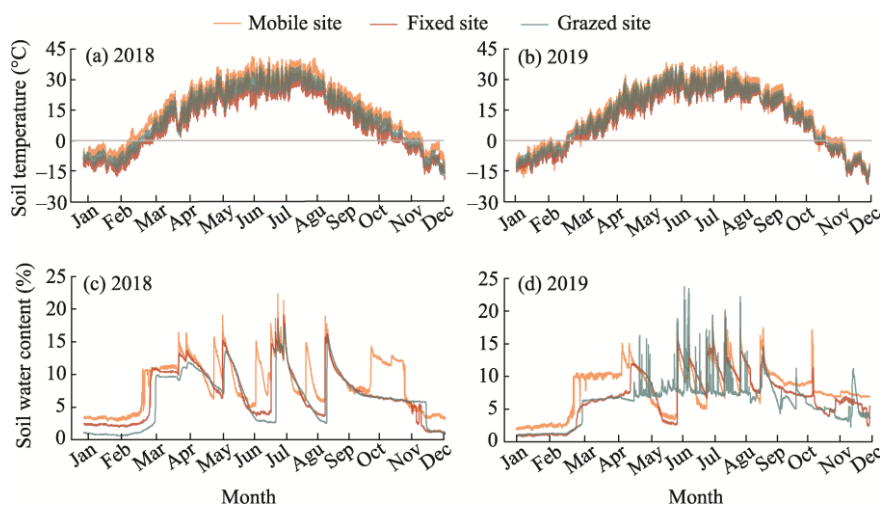 Mobile site Fixed site Grazed site
(a) 2018
(b) 2019
Soil temperature (°C)
45
30
15
0
−15
−30
Jan Feb Mar Apr May Jun Jul Agu Sep Oct Nov Dec
45
30
15
0
−15
−30
Jan Feb Mar Apr May Jun Jul Agu Sep Oct Nov Dec
(c) 2018
(d) 2019
Soil water content (%)
25
20
15
10
5
0
Jan Feb Mar Apr May Jun Jul Agu Sep Oct Nov Dec
25
20
15
10
5
0
Jan Feb Mar Apr May Jun Jul Agu Sep Oct Nov Dec
Month
Month